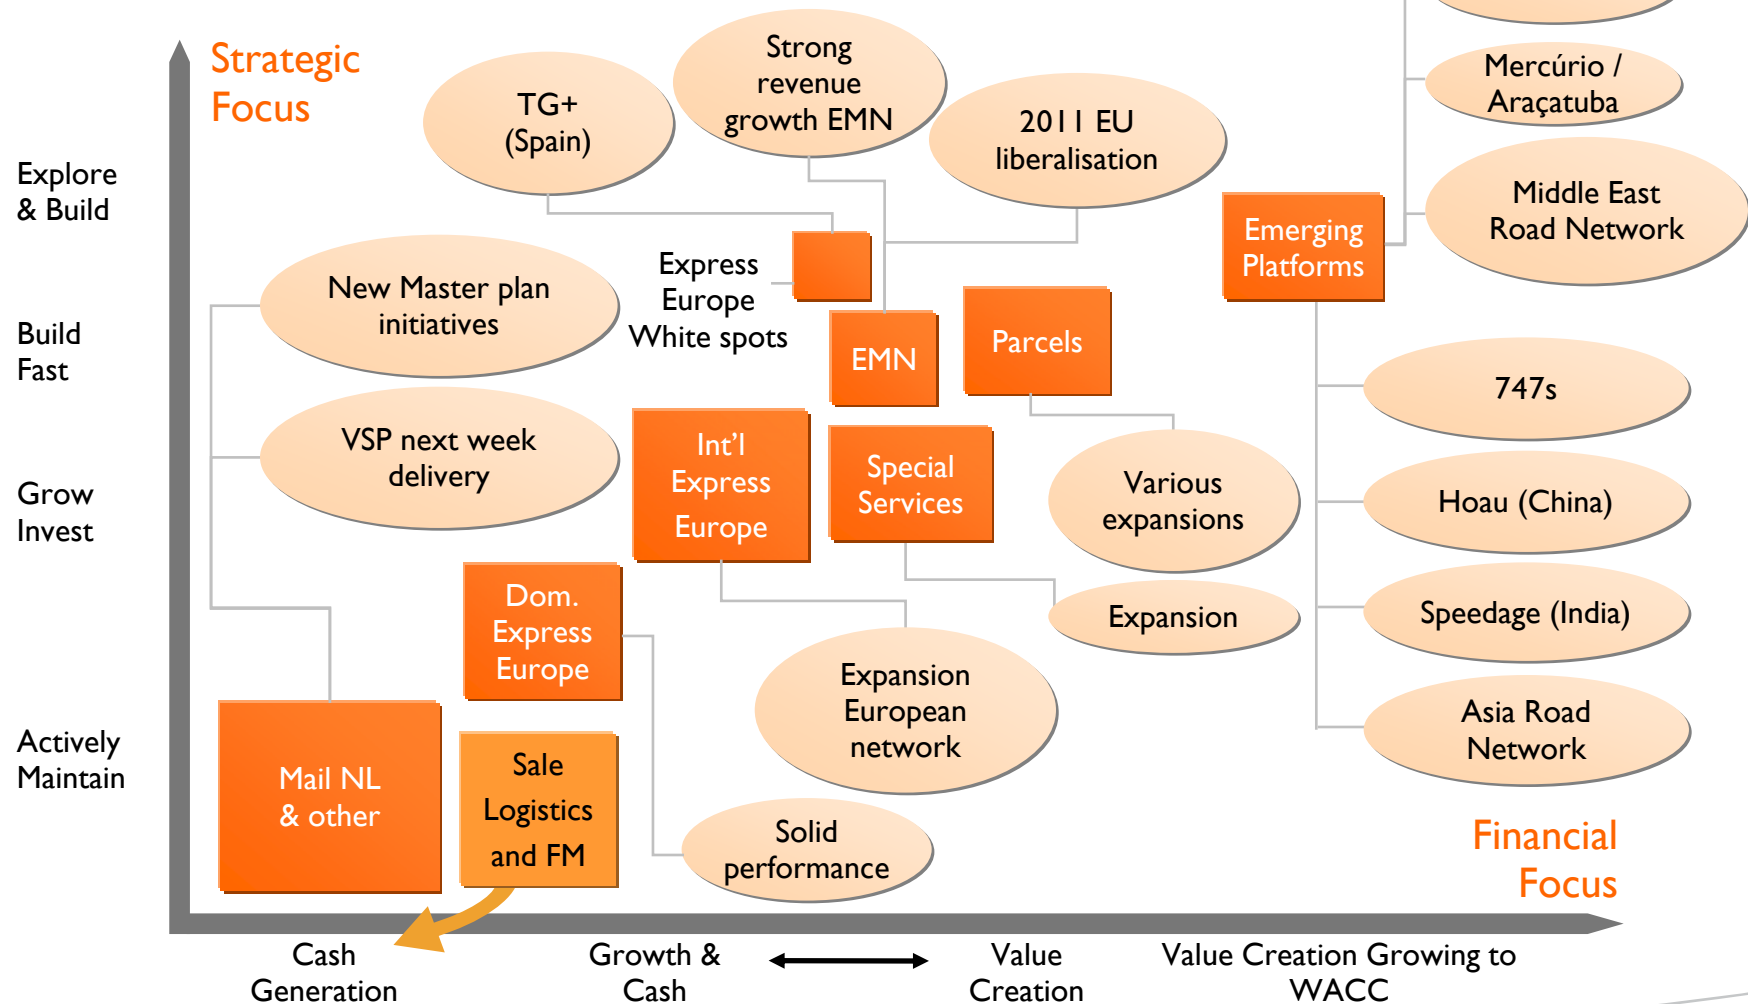 Strategic
Focus
Explore
& Build
Build
Fast
Grow
Invest
Actively
Maintain
TG+
(Spain)
Strong
revenue
growth EMN
2011 EU
liberalisation
Mercúrio /
Araçatuba
Middle East
Road Network
Emerging
Platforms
New Master plan
initiatives
Express
Europe
White spots
EMN
Parcels
747s
VSP next week
delivery
Int'l
Express
Europe
Special
Services
Various
expansions
Hoau (China)
Dom.
Express
Europe
Expansion
Speedage (India)
Expansion
European
network
Asia Road
Network
Mail NL
& other
Sale
Logistics
and FM
Solid
performance
Financial
Focus
Cash
Generation
Growth &
Cash
Value
Creation
Value Creation Growing to
WACC